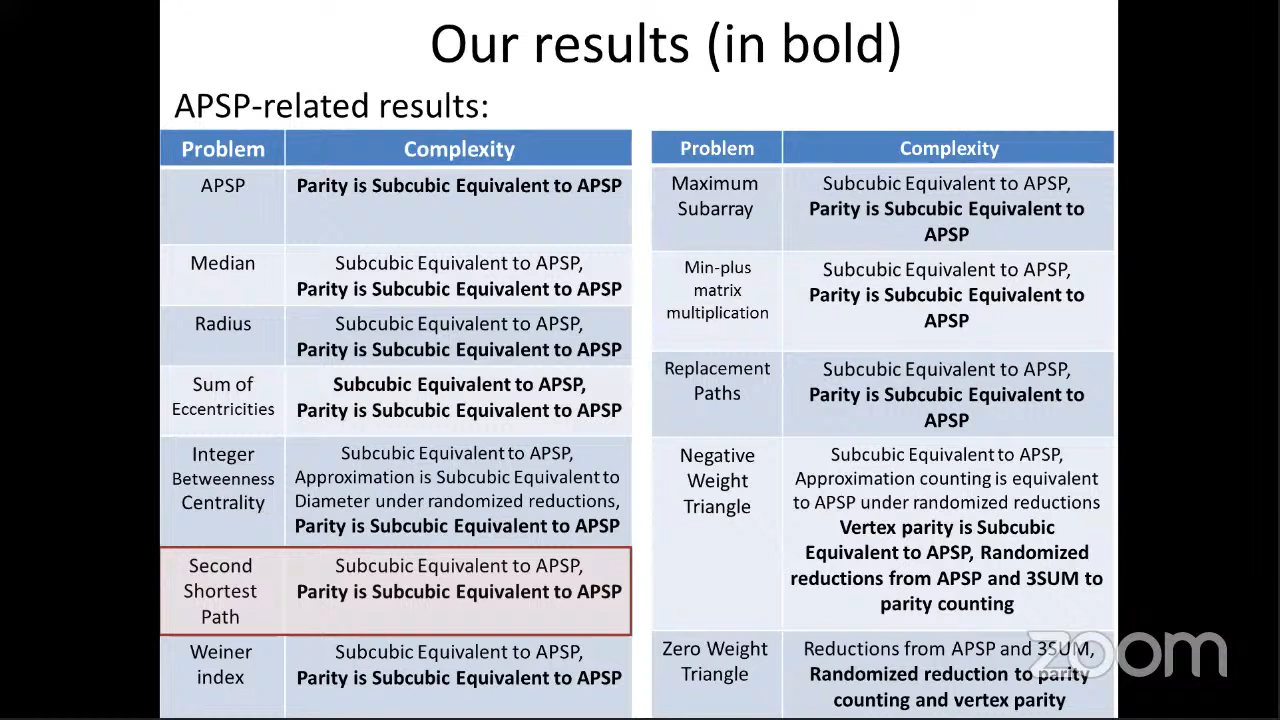 Our results (in bold)
APSP-related results:
Problem
Complexity
APSP
Parity is Subcubic Equivalent to APSP
Median
Subcubic Equivalent to APSP,
Parity is Subcubic Equivalent to APSP
Radius
Subcubic Equivalent to APSP,
Parity is Subcubic Equivalent to APSP
Sum of
Eccentricities
Subcubic Equivalent to APSP,
Parity is Subcubic Equivalent to APSP
Integer
Betweenness
Centrality
Subcubic Equivalent to APSP,
Approximation is Subcubic Equivalent to
Diameter under randomized reductions,
Parity is Subcubic Equivalent to APSP
Second
Shortest
Path
Subcubic Equivalent to APSP,
Parity is Subcubic Equivalent to APSP
Weiner
index
Subcubic Equivalent to APSP,
Parity is Subcubic Equivalent to APSP
Problem
Complexity
Maximum
Subarray
Subcubic Equivalent to APSP,
Parity is Subcubic Equivalent to
APSP
Min-plus
matrix
multiplication
Subcubic Equivalent to APSP,
Parity is Subcubic Equivalent to
APSP
Replacement
Paths
Subcubic Equivalent to APSP,
Parity is Subcubic Equivalent to
APSP
Negative
Weight
Triangle
Subcubic Equivalent to APSP,
Approximation counting is equivalent
to APSP under randomized reductions
Vertex parity is Subcubic
Equivalent to APSP, Randomized
reductions from APSP and 3SUM to
parity counting
Zero Weight
Triangle
Reductions from APSP and 3SUM,
Randomized reduction to parity
counting and vertex parity
zoom